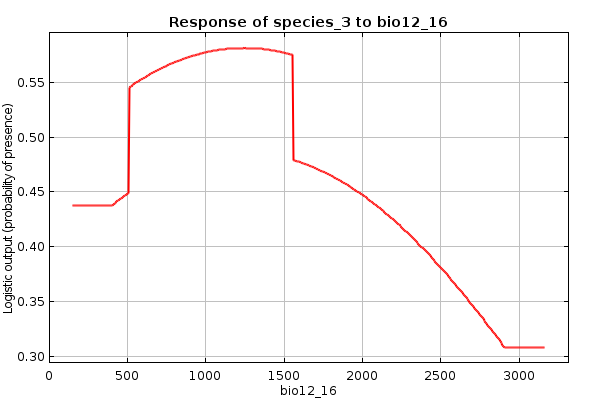 Response of species_3 to bio12_16
Logistic output (probability of presence)
0.55
0.50
0.45
0.40
0.35
0.30
0 500 1000 1500 2000 2500 3000
bio12_16